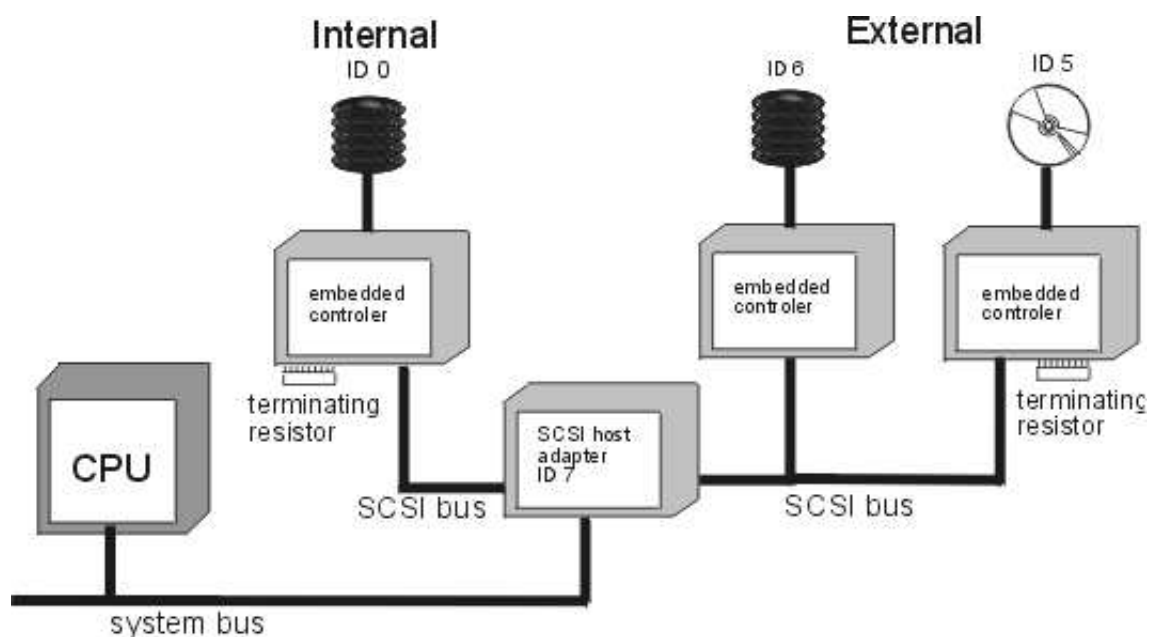 Internal
ID 0
External
ID 6
ID 5
embedded
controler
embedded
controler
embedded
controler
terminating
resistor
terminating
resistor
CPU
SCSI host
adapter
ID 7
SCSI bus
SCSI bus
system bus